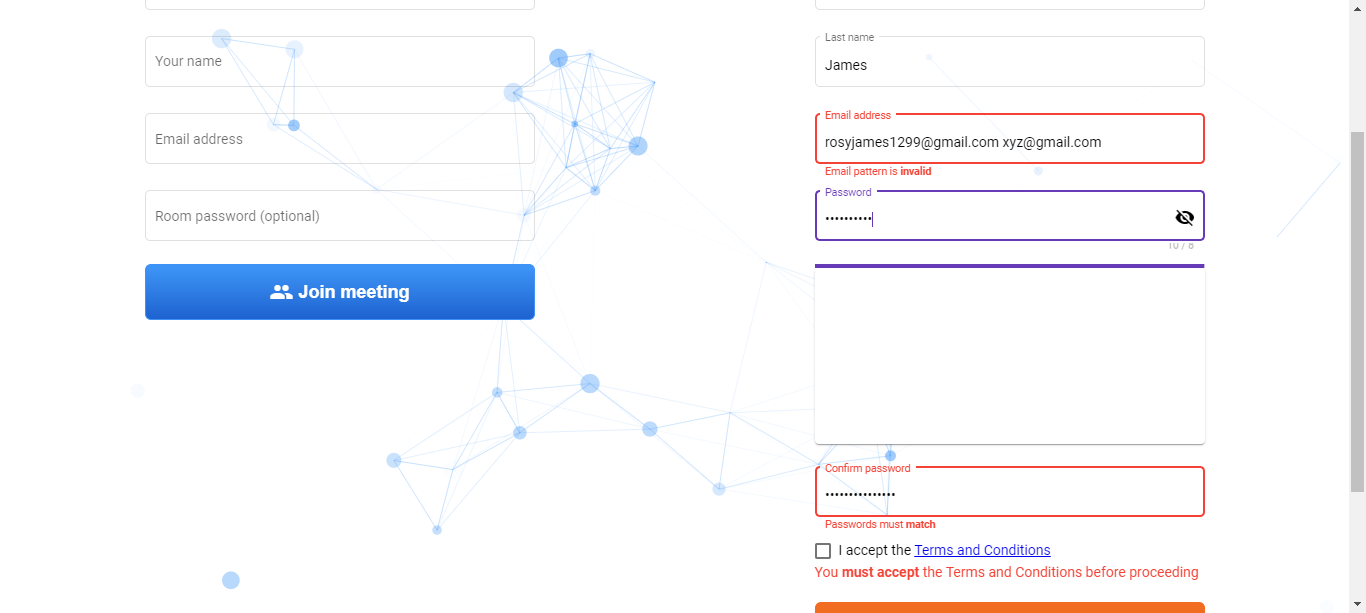 Your name
Email address
Room password (optional)
Join meeting
Last name
James
Email address
rosyjames1299@gmail.com xyz@gmail.com
Email pattern is invalid
Password
••••••••••
10 / 8
Confirm password
•••••••••••••••
Passwords must match
I accept the Terms and Conditions
You must accept the Terms and Conditions before proceeding